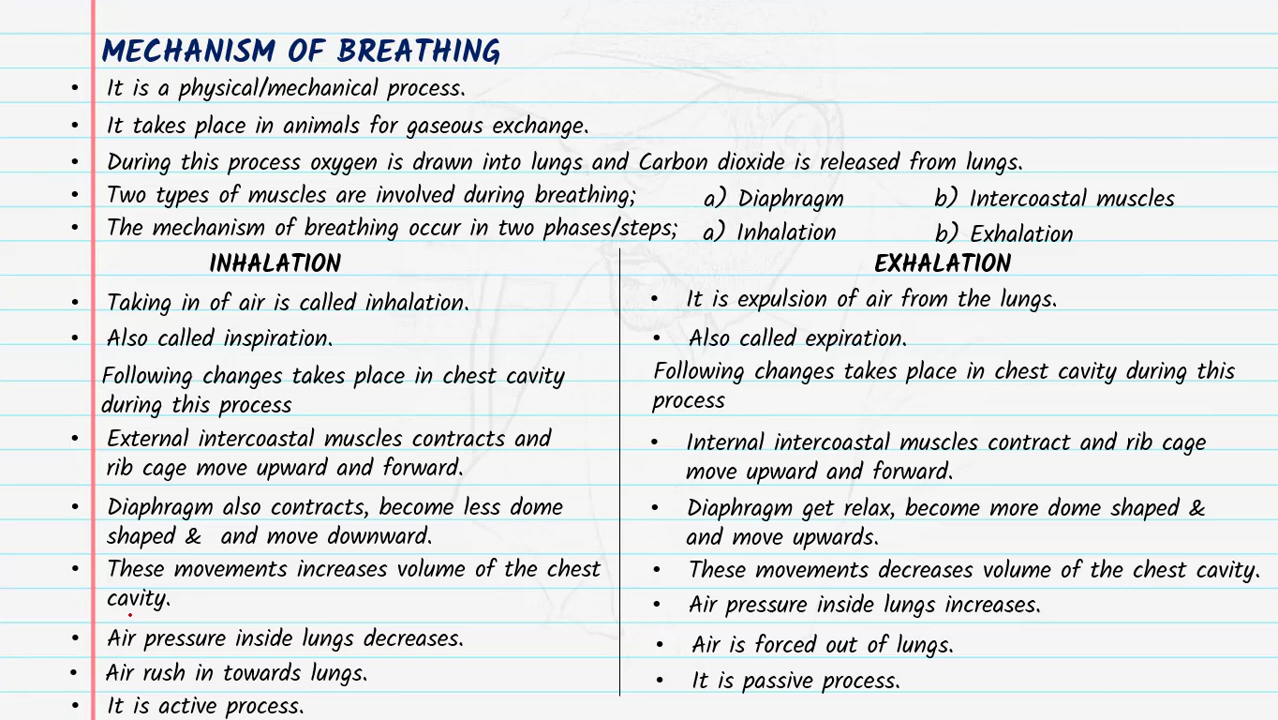 MECHANISM OF BREATHING
• It is a physical/mechanical process.
• It takes place in animals for gaseous exchange.
• During this process oxygen is drawn into lungs and Carbon dioxide is released from lungs.
• Two types of muscles are involved during breathing; a) Diaphragm b) Intercoastal muscles
• The mechanism of breathing occur in two phases/steps; a) Inhalation b) Exhalation
INHALATION
• Taking in of air is called inhalation.
• Also called inspiration.
Following changes takes place in chest cavity
during this process
• External intercoastal muscles contracts and
rib cage move upward and forward.
• Diaphragm also contracts, become less dome
shaped & and move downward.
• These movements increases volume of the chest
cavity.
• Air pressure inside lungs decreases.
• Air rush in towards lungs.
• It is active process.
EXHALATION
• It is expulsion of air from the lungs.
• Also called expiration.
Following changes takes place in chest cavity during this
process
• Internal intercoastal muscles contract and rib cage
move upward and forward.
• Diaphragm get relax, become more dome shaped &
and move upwards.
• These movements decreases volume of the chest cavity.
• Air pressure inside lungs increases.
• Air is forced out of lungs.
• It is passive process.